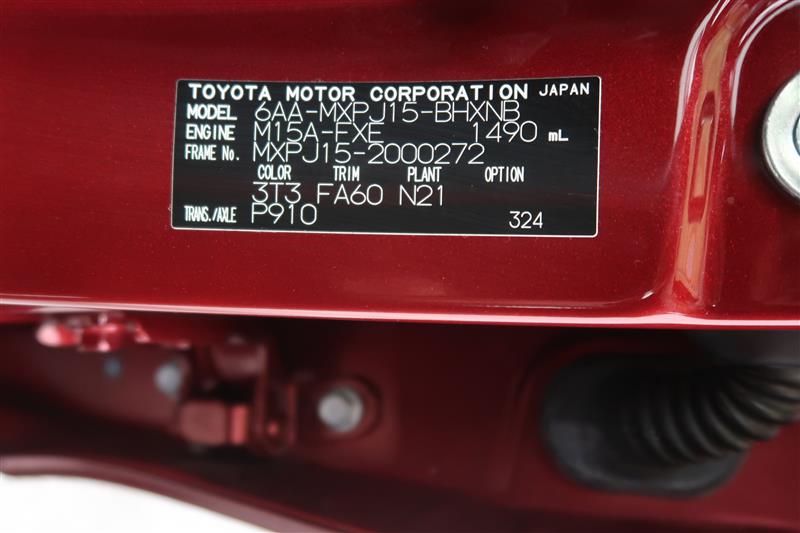 TOYOTA MOTOR CORPORATION JAPAN
MODEL 6AA-MXPJ15-BHXNB
ENGINE M15A-FXE 1490 mL
FRAME No. MXPJ15-2000272
COLOR TRIM PLANT OPTION
3T3 FA60 N21
TRANS./AXLE P910 324